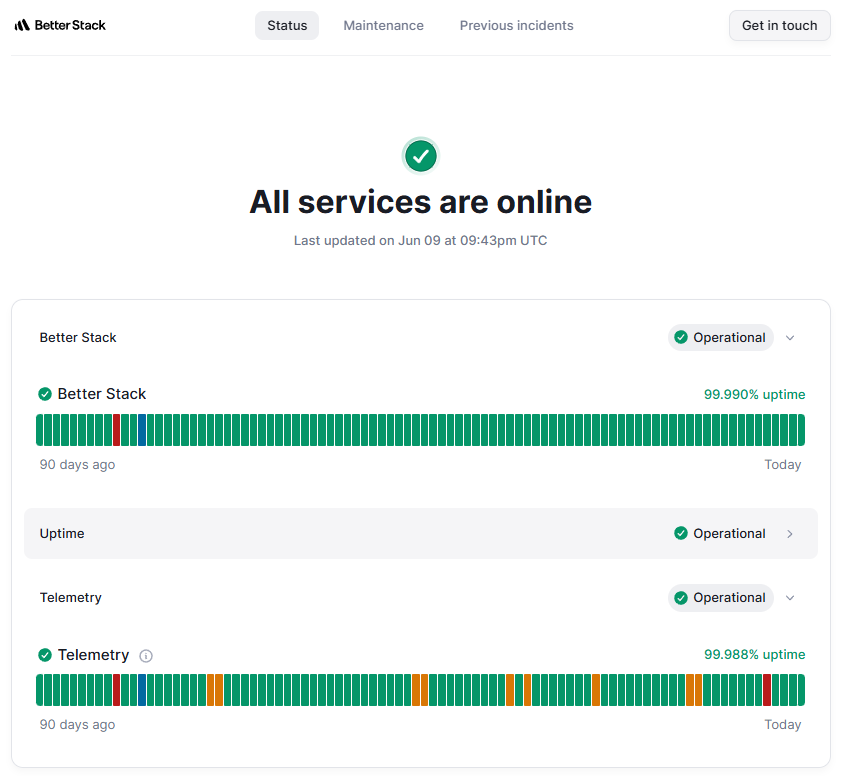 Better Stack
Status
Maintenance
Previous incidents
Get in touch
All services are online
Last updated on Jun 09 at 09:43pm UTC
Better Stack
Operational
Better Stack
99.990% uptime
90 days ago
Today
Uptime
Operational
Telemetry
Operational
Telemetry
99.988% uptime
90 days ago
Today